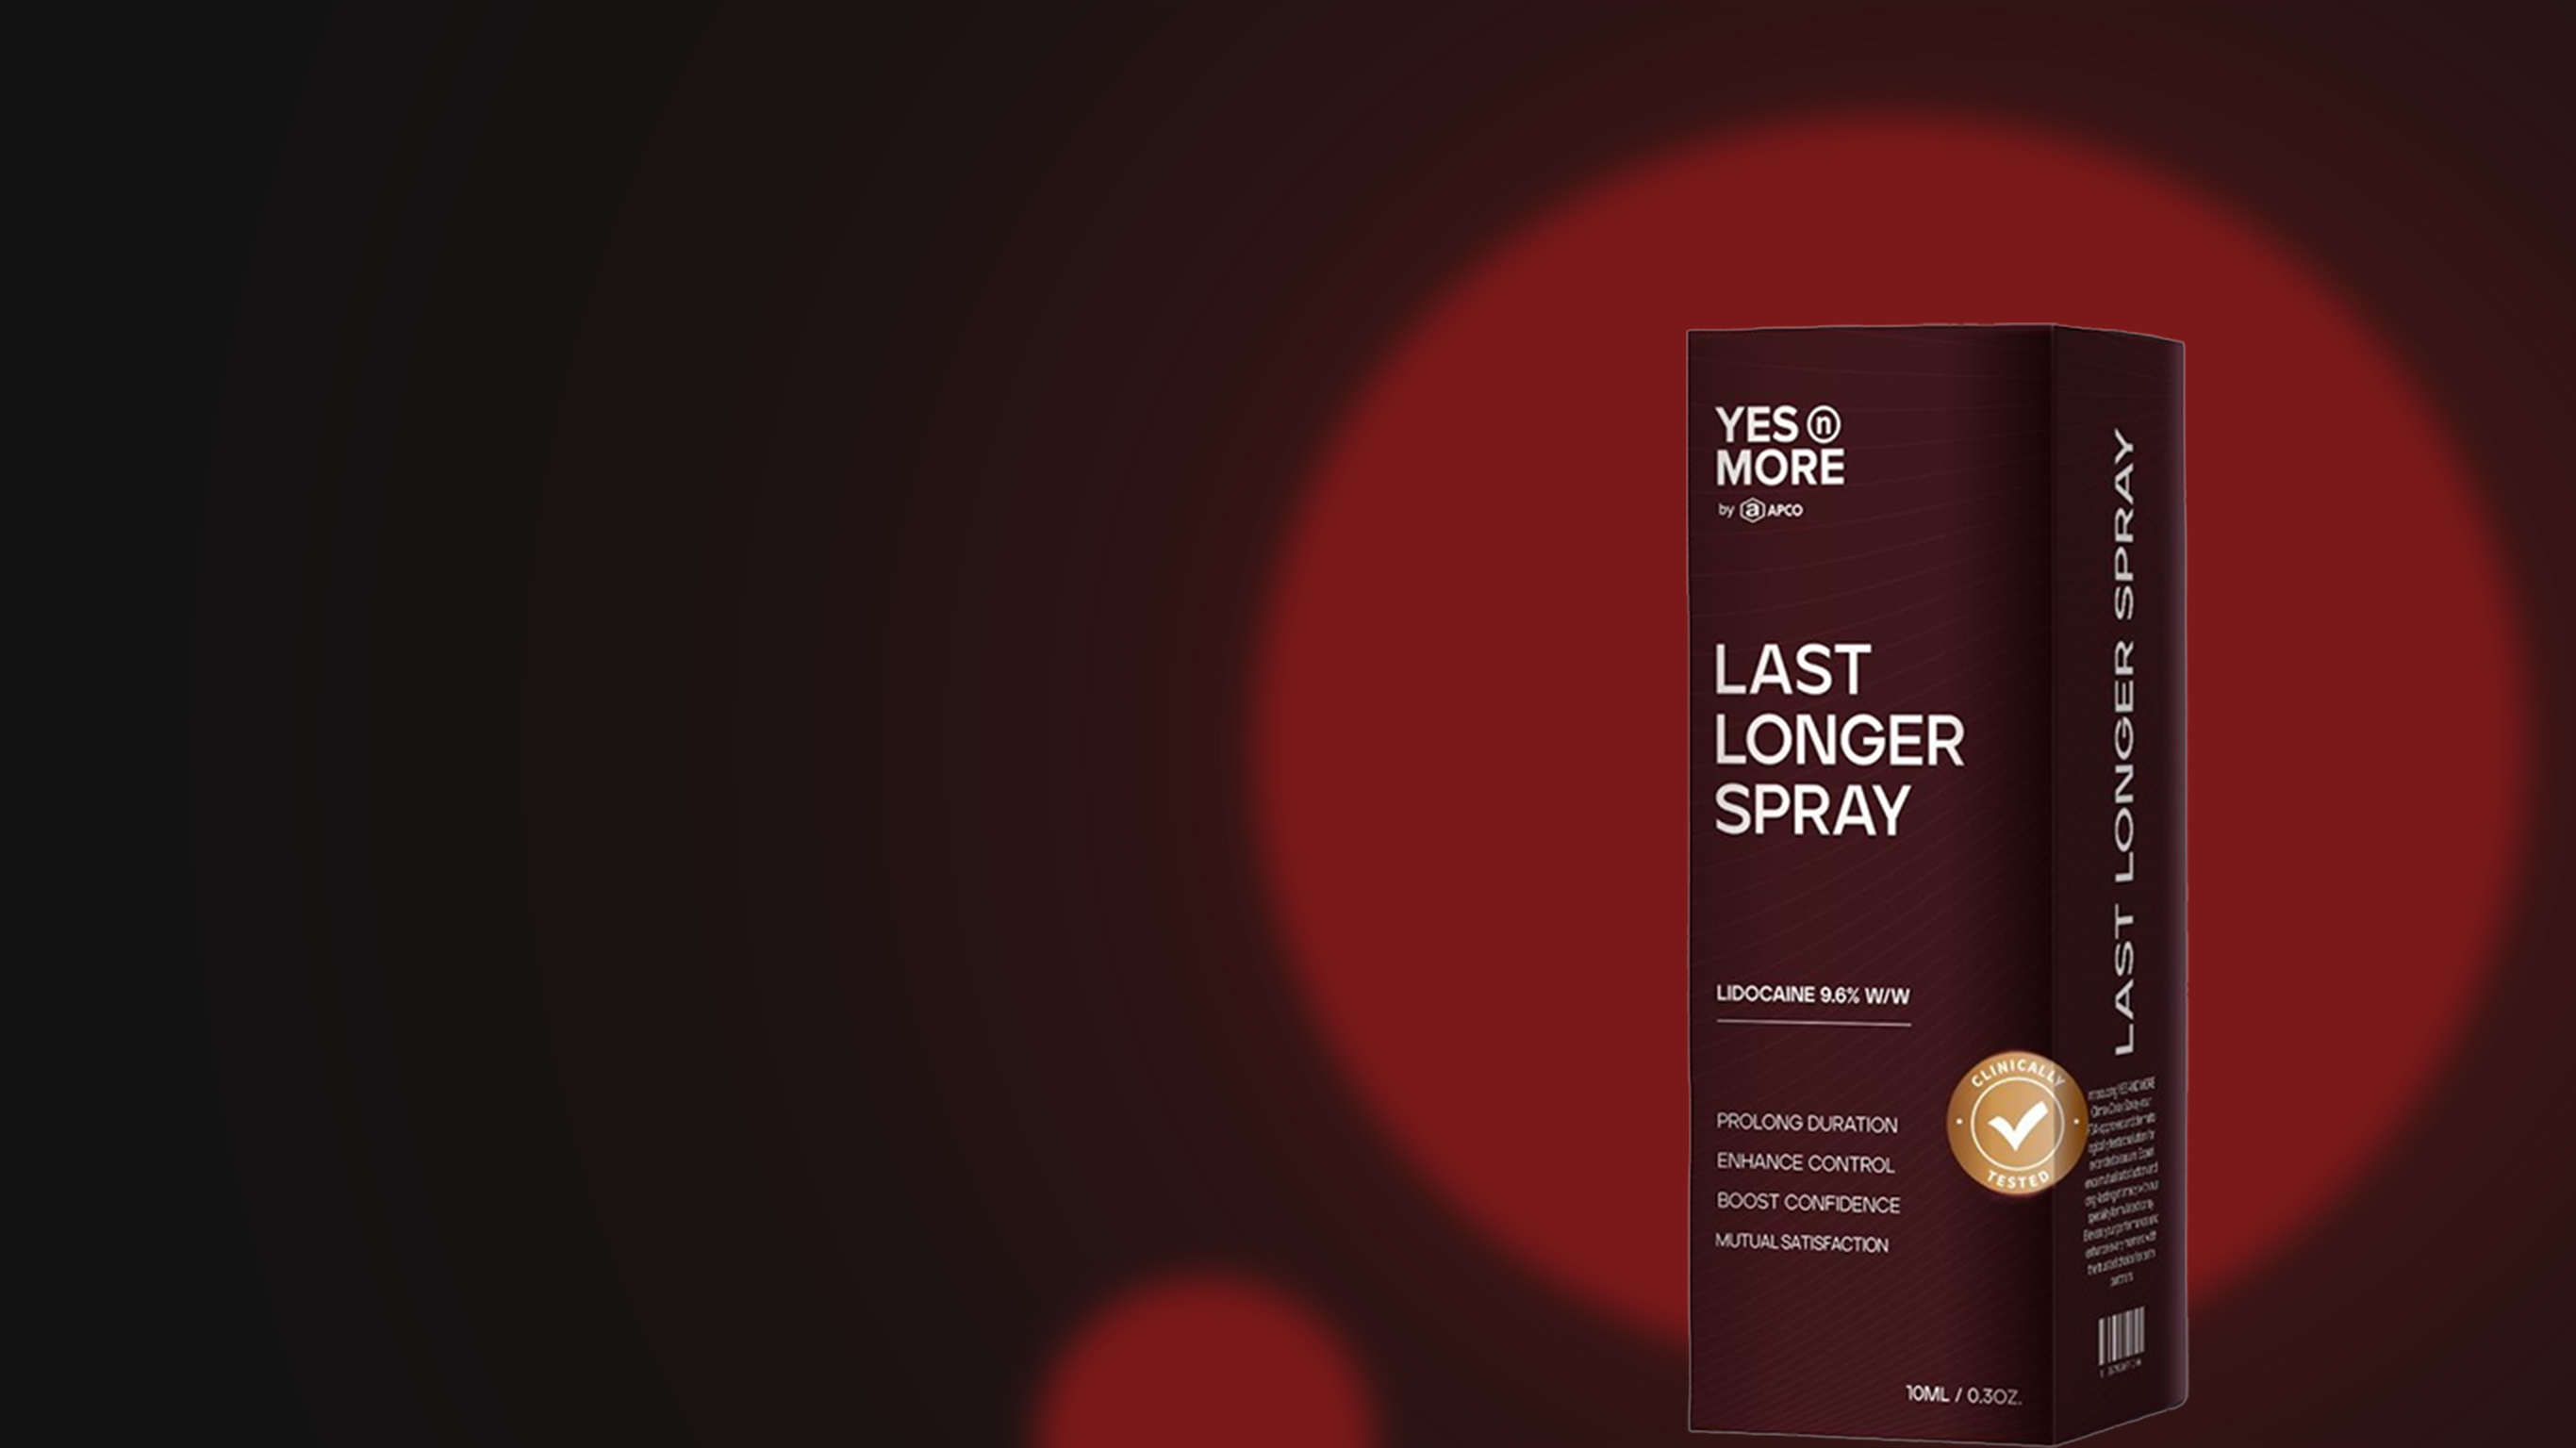 YES n
MORE
by a APCO
LAST
LONGER
SPRAY
LIDOCAINE 9.6% W/W
PROLONG DURATION
ENHANCE CONTROL
BOOST CONFIDENCE
MUTUAL SATISFACTION
CLINICALLY
TESTED
10ML / 0.3OZ.
LAST LONGER SPRAY